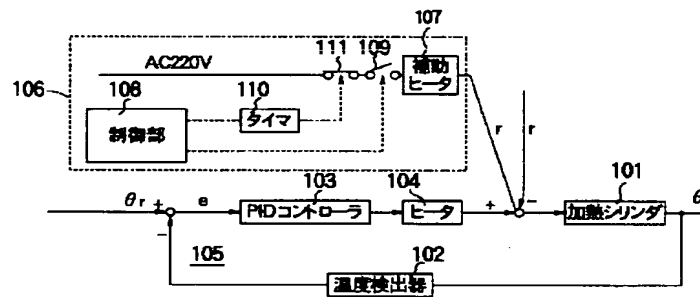 107
111
109
AC220V
補助
ヒータ
106
108
110
制御部
タイマ
r
r
103
104
101
θr
+
e
PIDコントローラ
ヒータ
+
-
加熱シリンダ
θ
-
105
102
温度検出器